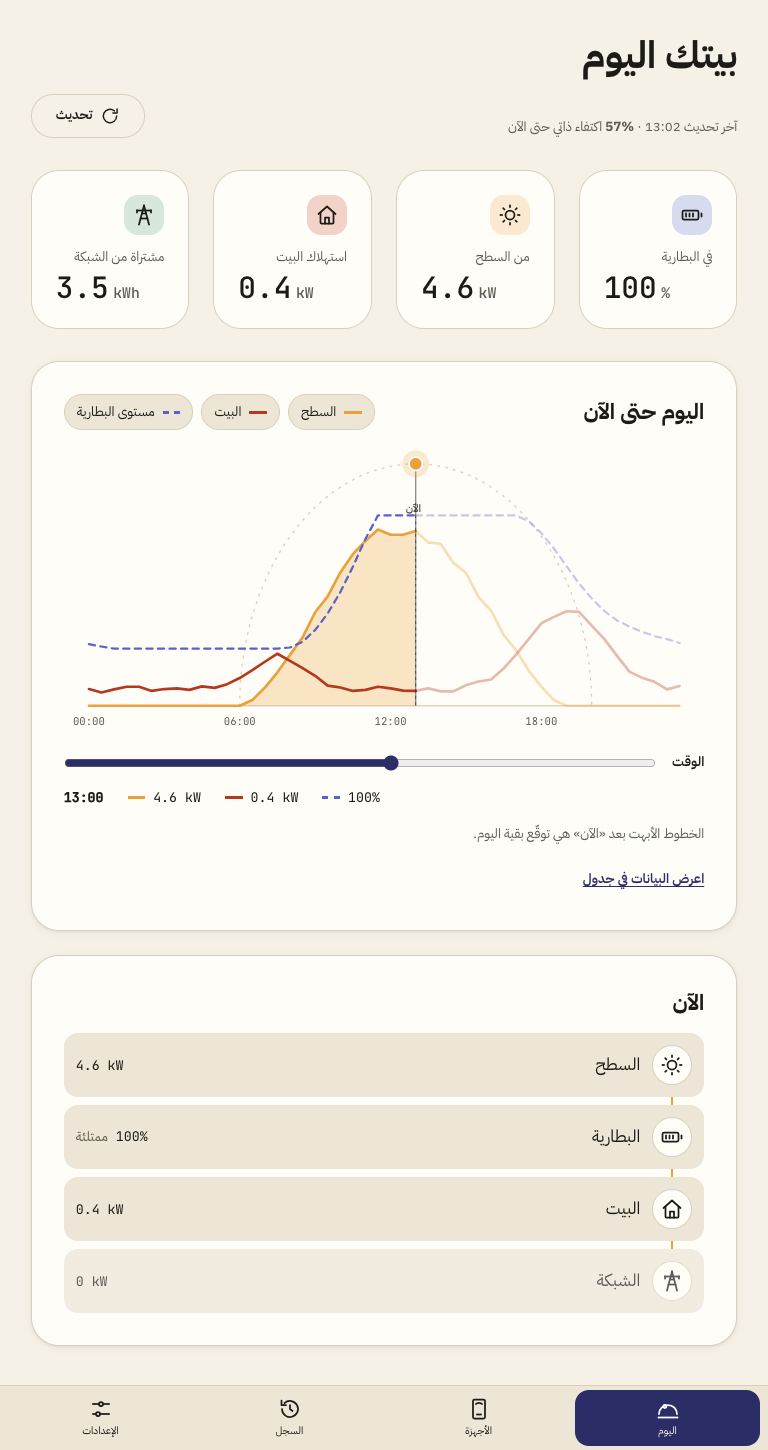 بيتك اليوم
آخر تحديث 13:02 · 57% اكتفاء ذاتي حتى الآن
تحديث
في البطارية
100 %
من السطح
4.6 kW
استهلاك البيت
0.4 kW
مشتراة من الشبكة
3.5 kWh
اليوم حتى الآن
السطح
البيت
مستوى البطارية
الآن
00:00 06:00 12:00 18:00
الوقت
13:00 4.6 kW 0.4 kW 100%
الخطوط الأبهت بعد «الآن» هي توقّع بقية اليوم.
اعرض البيانات في جدول
الآن
السطح 4.6 kW
البطارية 100% ممتلئة
البيت 0.4 kW
الشبكة 0 kW
اليوم
الأجهزة
السجل
الإعدادات